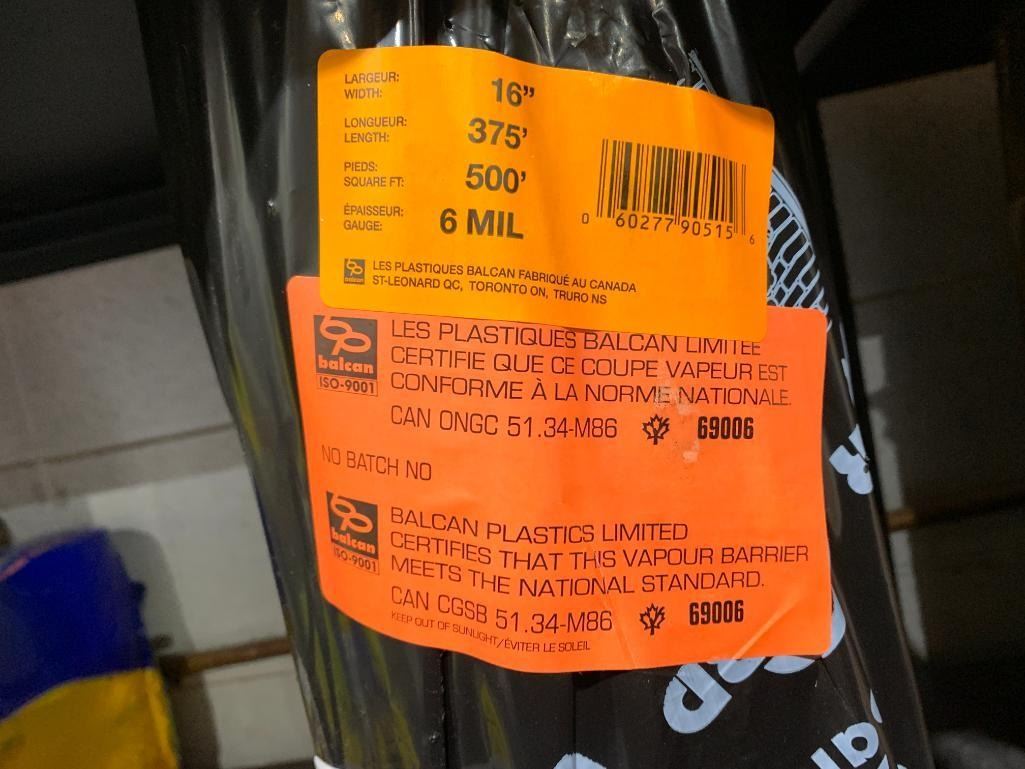 LARGEUR:
WIDTH: 16”
LONGUEUR:
LENGTH: 375’
PIEDS:
SQUARE FT: 500’
ÉPAISSEUR:
GAUGE: 6 MIL
0 60277 90515 6
balcan
LES PLASTIQUES BALCAN FABRIQUÉ AU CANADA
ST-LEONARD QC, TORONTO ON, TRURO NS
balcan
ISO-9001
LES PLASTIQUES BALCAN LIMITÉE
CERTIFIE QUE CE COUPE VAPEUR EST
CONFORME À LA NORME NATIONALE.
CAN ONGC 51.34-M86 69006
NO BATCH NO
balcan
ISO-9001
BALCAN PLASTICS LIMITED
CERTIFIES THAT THIS VAPOUR BARRIER
MEETS THE NATIONAL STANDARD.
CAN CGSB 51.34-M86 69006
KEEP OUT OF SUNLIGHT/ÉVITER LE SOLEIL